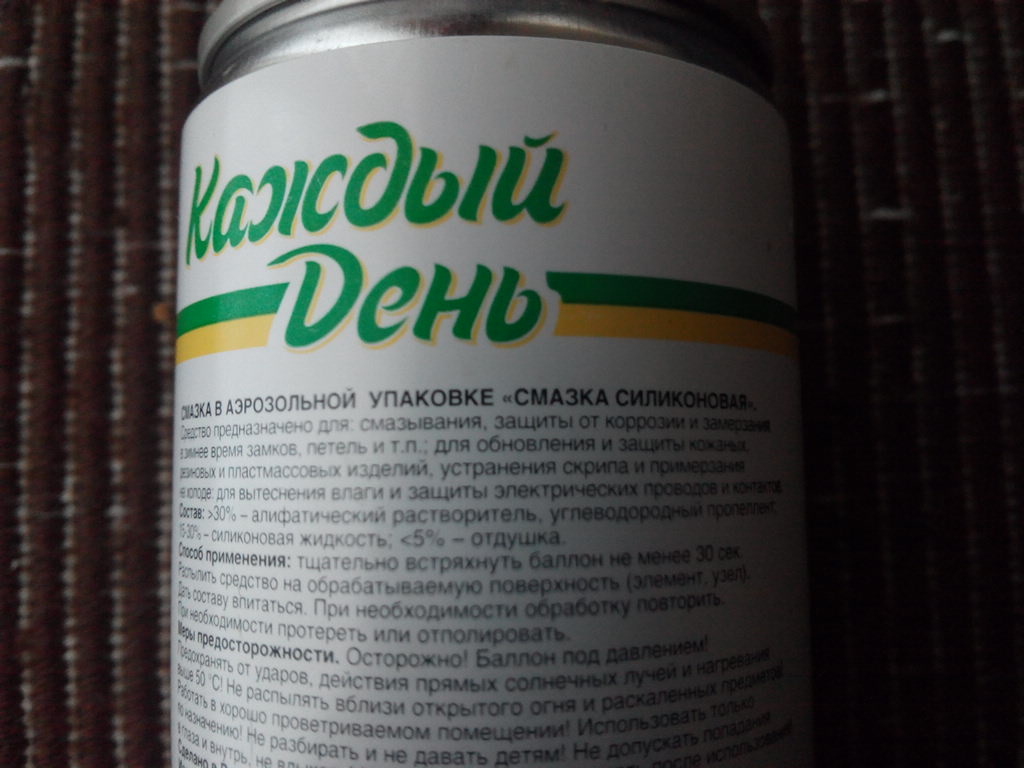 Каждый
День
СМАЗКА В АЭРОЗОЛЬНОЙ УПАКОВКЕ «СМАЗКА СИЛИКОНОВАЯ».
Средство предназначено для: смазывания, защиты от коррозии и замерзания
в зимнее время замков, петель и т.п.; для обновления и защиты кожаных,
резиновых и пластмассовых изделий, устранения скрипа и примерзания
на холоде; для вытеснения влаги и защиты электрических проводов и контактов.
Состав: >30% – алифатический растворитель, углеводородный пропеллент;
15-30% – силиконовая жидкость; <5% – отдушка.
Способ применения: тщательно встряхнуть баллон не менее 30 сек.
Распылить средство на обрабатываемую поверхность (элемент, узел).
Дать составу впитаться. При необходимости обработку повторить.
При необходимости протереть или отполировать.
Меры предосторожности. Осторожно! Баллон под давлением!
Предохранять от ударов, действия прямых солнечных лучей и нагревания
выше 50 °С! Не распылять вблизи открытого огня и раскаленных предметов!
Работать в хорошо проветриваемом помещении! Использовать только
по назначению! Не разбирать и не давать детям! Не допускать попадания
в глаза и внутрь, не после использования!
Сделано в